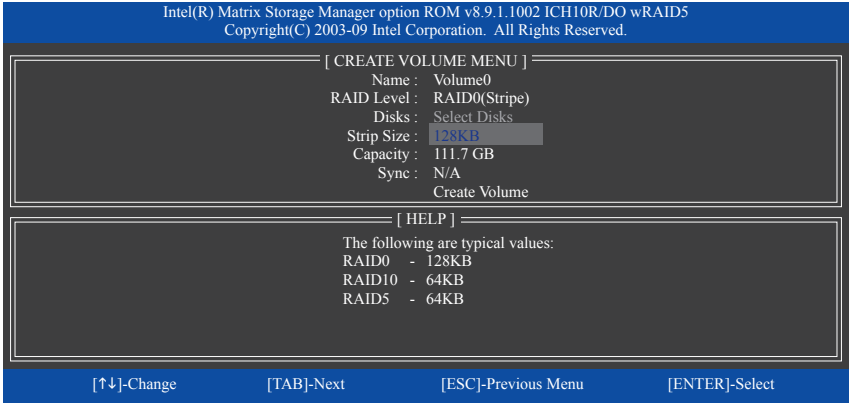 Intel(R) Matrix Storage Manager option ROM v8.9.1.1002 ICH10R/DO wRAID5
Copyright(C) 2003-09 Intel Corporation. All Rights Reserved.
[ CREATE VOLUME MENU ]
Name : Volume0
RAID Level : RAID0(Stripe)
Disks : Select Disks
Strip Size : 128KB
Capacity : 111.7 GB
Sync : N/A
Create Volume
[ HELP ]
The following are typical values:
RAID0 - 128KB
RAID10 - 64KB
RAID5 - 64KB
[↑↓]-Change [TAB]-Next [ESC]-Previous Menu [ENTER]-Select